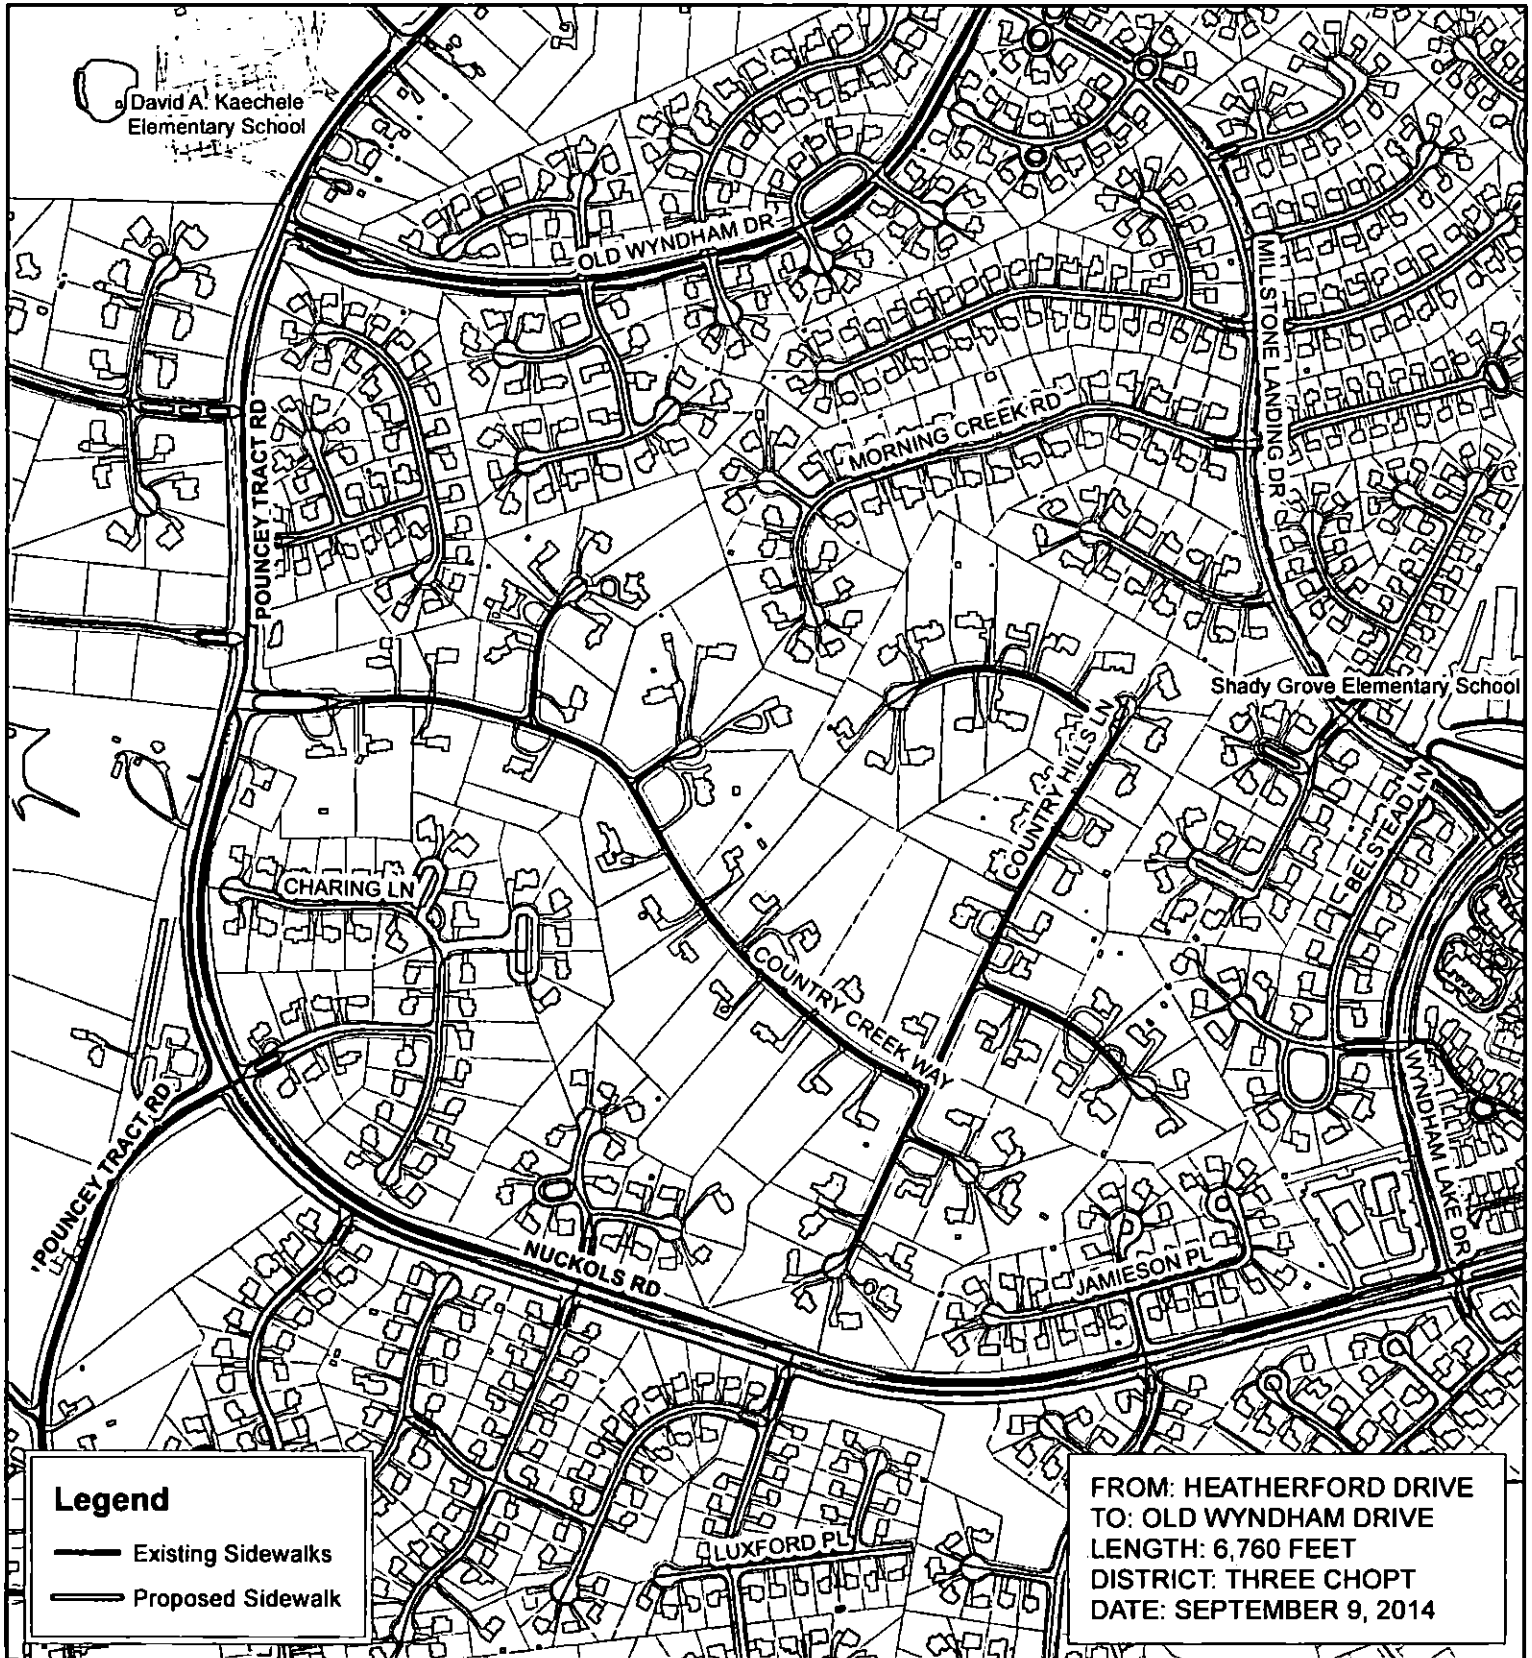 David A. Kaechele
Elementary School
OLD WYNDHAM DR
MILLSTONE LANDING DR
POUNCEY TRACT RD
MORNING CREEK RD
Shady Grove Elementary School
COUNTRY HILLS LN
BELSTEAD LN
CHARING LN
COUNTRY CREEK WAY
WYNDHAM LAKE DR
POUNCEY TRACT RD
NUCKOLS RD
JAMIESON PL
LUXFORD PL
Legend
Existing Sidewalks
Proposed Sidewalk
FROM: HEATHERFORD DRIVE
TO: OLD WYNDHAM DRIVE
LENGTH: 6,760 FEET
DISTRICT: THREE CHOPT
DATE: SEPTEMBER 9, 2014